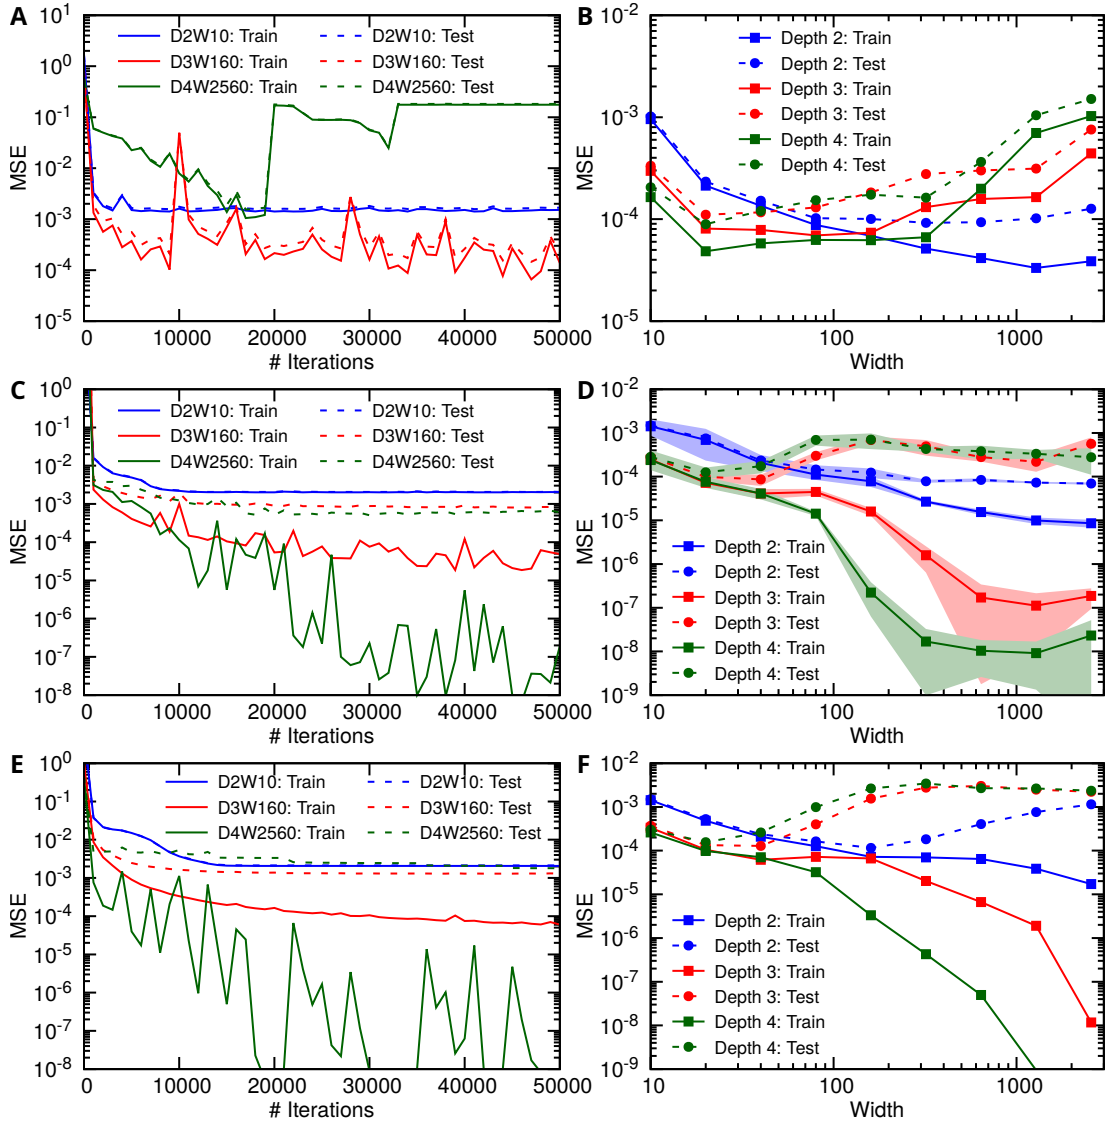 A
10^1
10^0
10^-1
10^-2
10^-3
10^-4
10^-5
MSE
D2W10: Train
D3W160: Train
D4W2560: Train
D2W10: Test
D3W160: Test
D4W2560: Test
0 10000 20000 30000 40000 50000
# Iterations
B
10^-2
10^-3
10^-4
10^-5
MSE
Depth 2: Train
Depth 2: Test
Depth 3: Train
Depth 3: Test
Depth 4: Train
Depth 4: Test
10 100 1000
Width
C
10^0
10^-1
10^-2
10^-3
10^-4
10^-5
10^-6
10^-7
10^-8
MSE
D2W10: Train
D3W160: Train
D4W2560: Train
D2W10: Test
D3W160: Test
D4W2560: Test
0 10000 20000 30000 40000 50000
# Iterations
D
10^-2
10^-3
10^-4
10^-5
10^-6
10^-7
10^-8
10^-9
MSE
Depth 2: Train
Depth 2: Test
Depth 3: Train
Depth 3: Test
Depth 4: Train
Depth 4: Test
10 100 1000
Width
E
10^0
10^-1
10^-2
10^-3
10^-4
10^-5
10^-6
10^-7
10^-8
MSE
D2W10: Train
D3W160: Train
D4W2560: Train
D2W10: Test
D3W160: Test
D4W2560: Test
0 10000 20000 30000 40000 50000
# Iterations
F
10^-2
10^-3
10^-4
10^-5
10^-6
10^-7
10^-8
10^-9
MSE
Depth 2: Train
Depth 2: Test
Depth 3: Train
Depth 3: Test
Depth 4: Train
Depth 4: Test
10 100 1000
Width